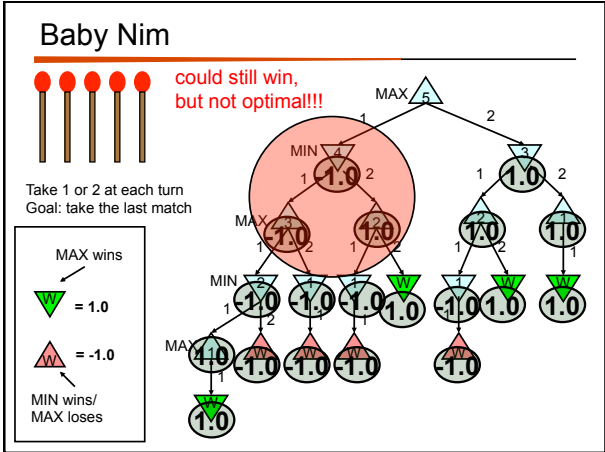 Baby Nim
could still win,
but not optimal!!!
Take 1 or 2 at each turn
Goal: take the last match
MAX wins
W
= 1.0
W
= -1.0
MIN wins/
MAX loses
MAX 5
1 2
MIN 4 -1.0 3 1.0
1 2 1 2
MAX 3 -1.0 2 1.0 2 1.0 1 1.0
1 2 1 2 1 2 1
MIN 2 -1.0 1 -1.0 1 -1.0 W 1.0 1 -1.0 W 1.0 W 1.0
1 2 1 1 1
MAX 1 1.0 W -1.0 W -1.0 W -1.0 W -1.0
1
W 1.0